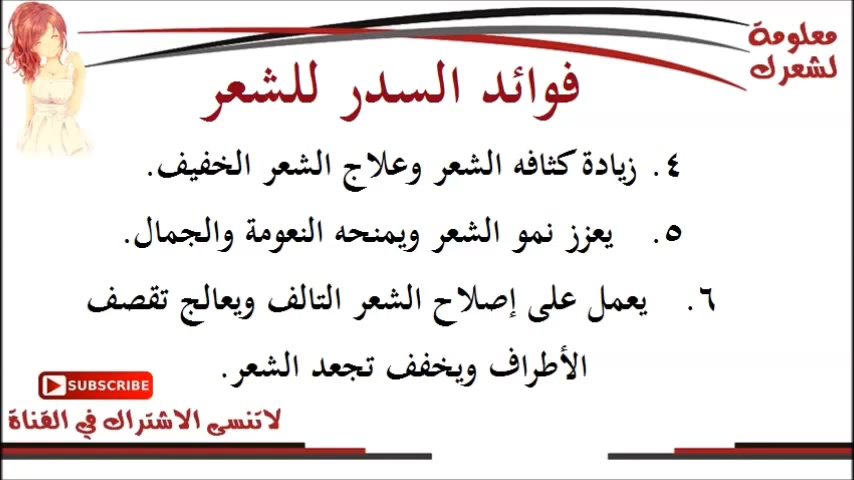 معلومة
لشعرك
فوائد السدر للشعر
٤. زيادة كثافه الشعر وعلاج الشعر الخفيف.
٥. يعزز نمو الشعر ويمنحه النعومة والجمال.
٦. يعمل على إصلاح الشعر التالف ويعالج تقصف
الأطراف ويخفف تجعد الشعر.
SUBSCRIBE
لاتنسى الاشتراك في القناة